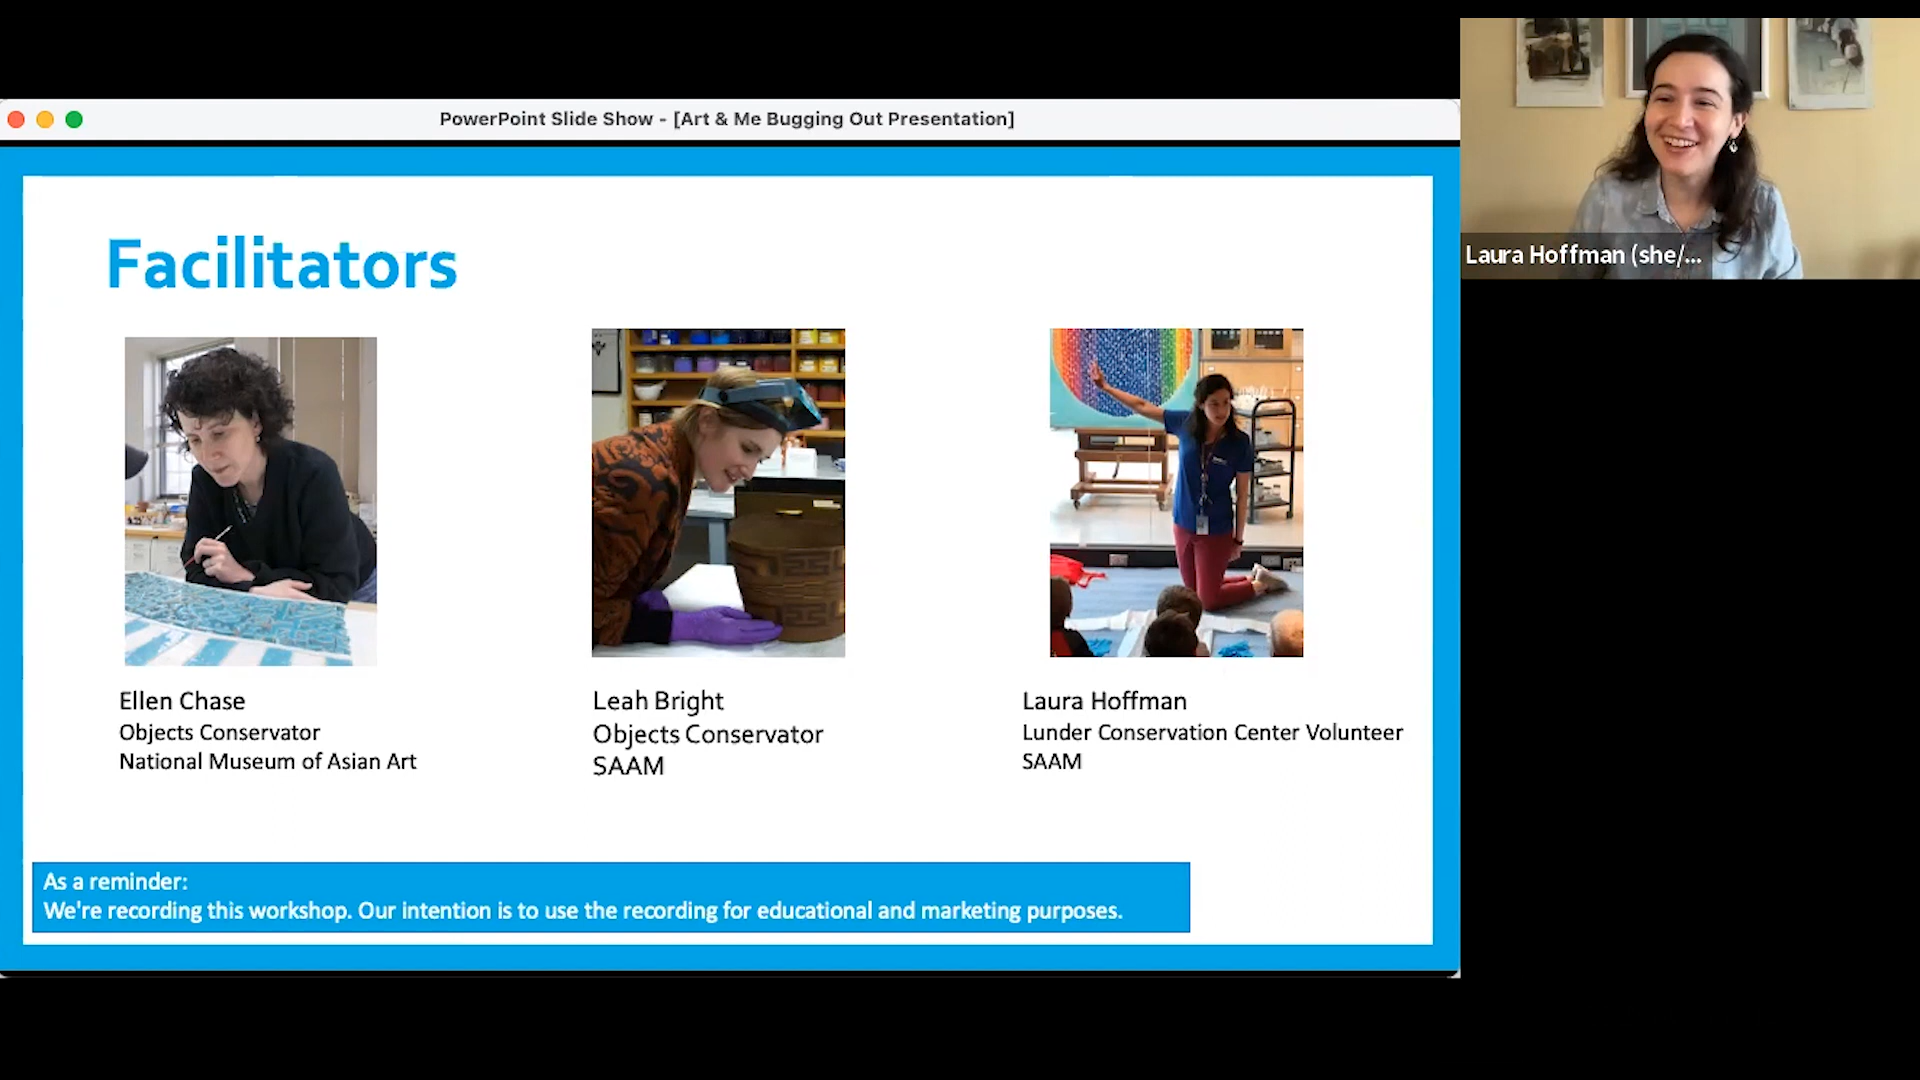 PowerPoint Slide Show - [Art & Me Bugging Out Presentation]
Laura Hoffman (she/...
Facilitators
Ellen Chase
Objects Conservator
National Museum of Asian Art
Leah Bright
Objects Conservator
SAAM
Laura Hoffman
Lunder Conservation Center Volunteer
SAAM
As a reminder:
We're recording this workshop. Our intention is to use the recording for educational and marketing purposes.